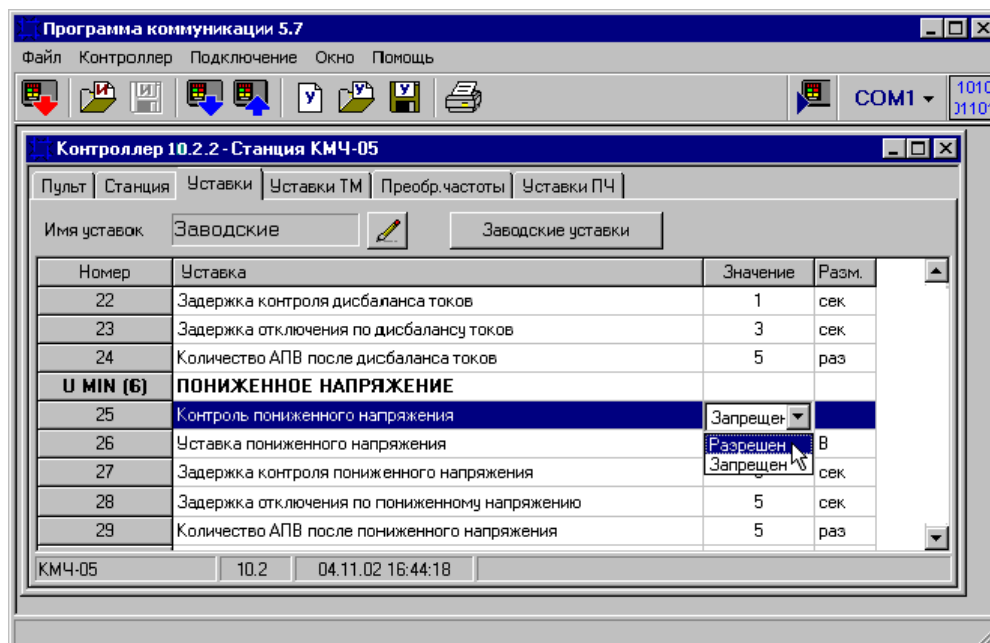 Программа коммуникации 5.7
Файл Контроллер Подключение Окно Помощь
COM1
Контроллер 10.2.2 - Станция КМЧ-05
Пульт Станция Уставки Уставки ТМ Преобр.частоты Уставки ПЧ
Имя уставок Заводские Заводские уставки
Номер Уставка Значение Разм.
22 Задержка контроля дисбаланса токов 1 сек
23 Задержка отключения по дисбалансу токов 3 сек
24 Количество АПВ после дисбаланса токов 5 раз
U MIN (6) ПОНИЖЕННОЕ НАПРЯЖЕНИЕ
25 Контроль пониженного напряжения Запрещен
26 Уставка пониженного напряжения Разрешен В
27 Задержка контроля пониженного напряжения Запрещен сек
28 Задержка отключения по пониженному напряжению 5 сек
29 Количество АПВ после пониженного напряжения 5 раз
КМЧ-05 10.2 04.11.02 16:44:18